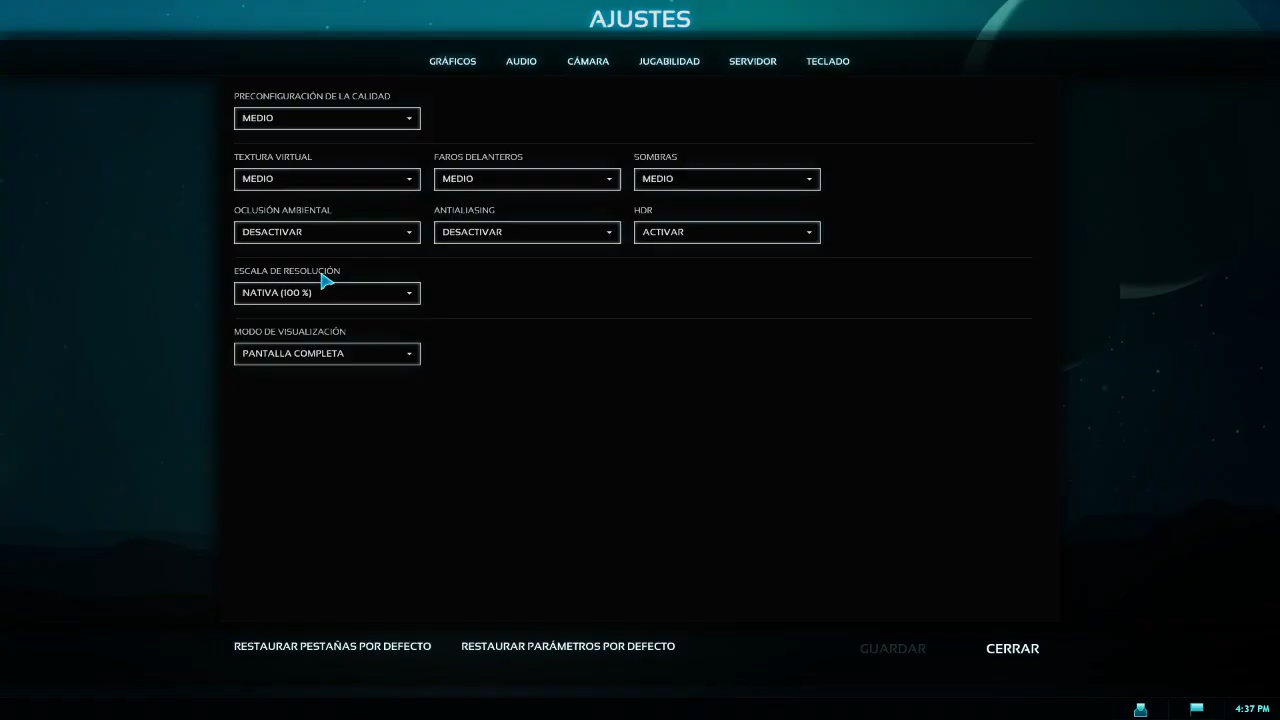 AJUSTES
GRÁFICOS AUDIO CÁMARA JUGABILIDAD SERVIDOR TECLADO
PRECONFIGURACIÓN DE LA CALIDAD
MEDIO
TEXTURA VIRTUAL FAROS DELANTEROS SOMBRAS
MEDIO MEDIO MEDIO
OCLUSIÓN AMBIENTAL ANTIALIASING HDR
DESACTIVAR DESACTIVAR ACTIVAR
ESCALA DE RESOLUCIÓN
NATIVA (100 %)
MODO DE VISUALIZACIÓN
PANTALLA COMPLETA
RESTAURAR PESTAÑAS POR DEFECTO RESTAURAR PARÁMETROS POR DEFECTO GUARDAR CERRAR
4:37 PM